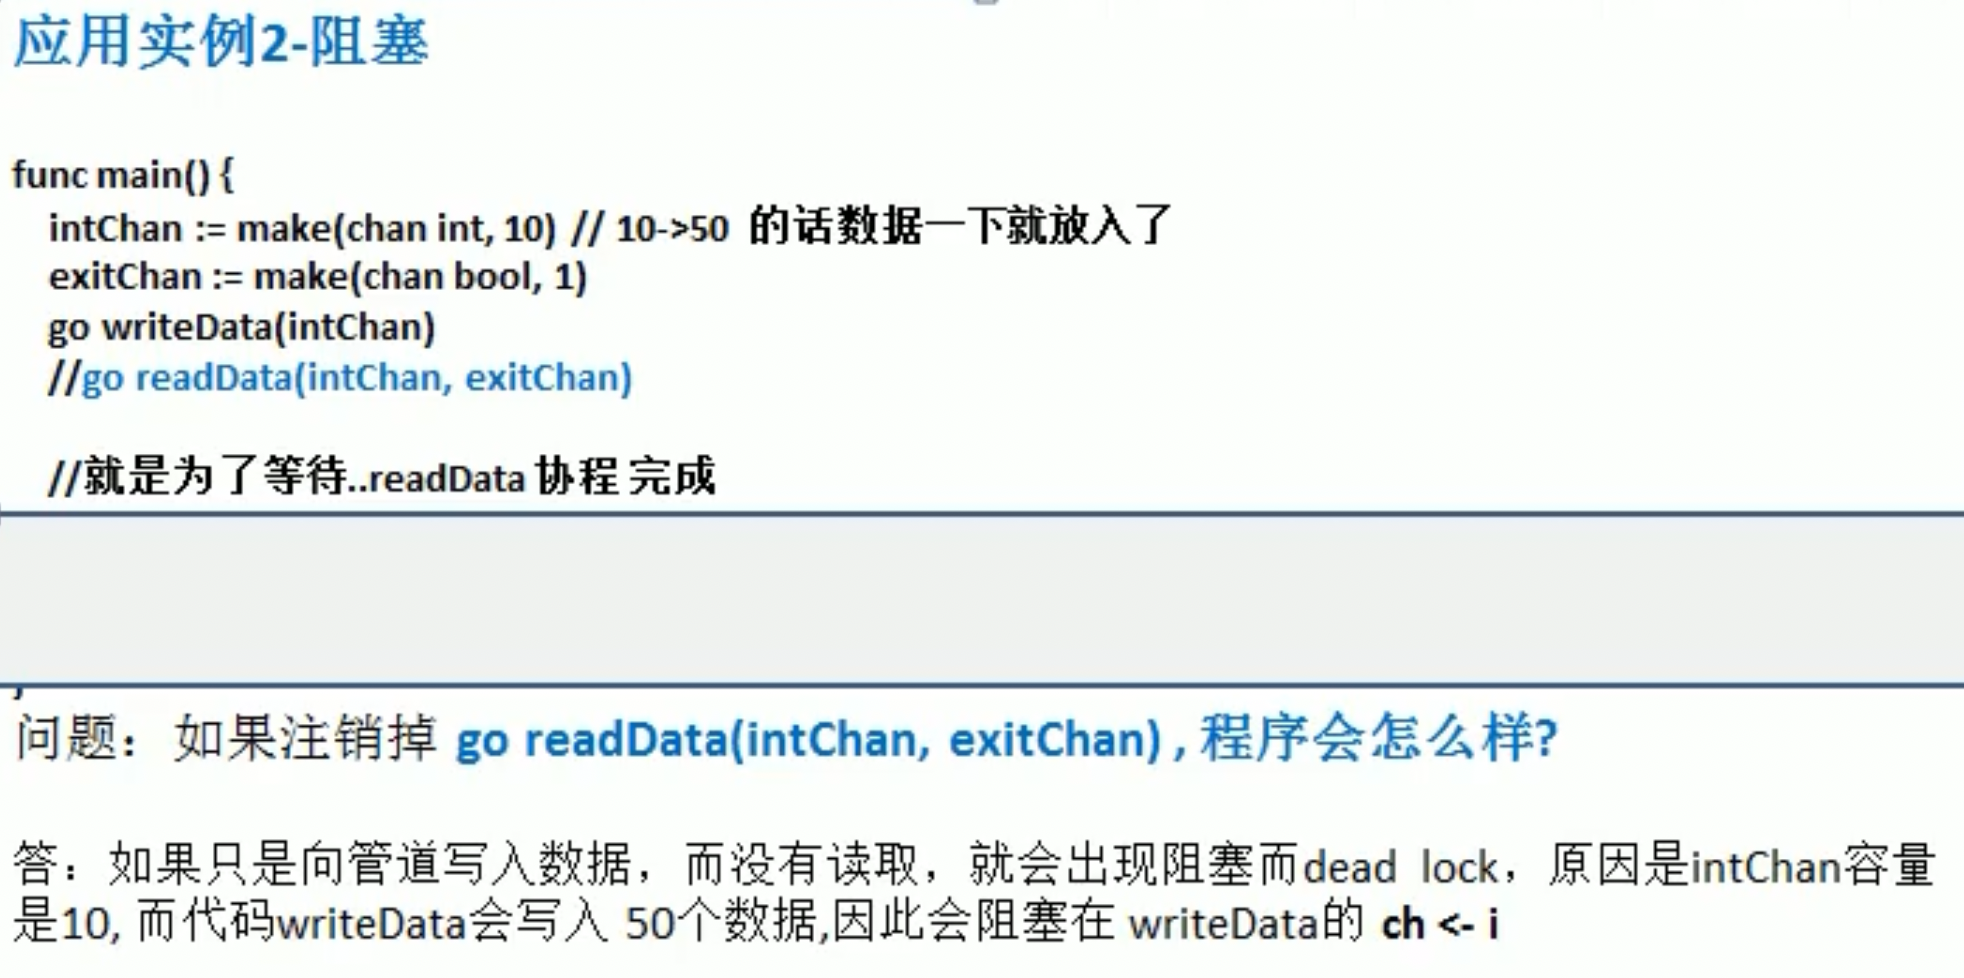 应用实例2-阻塞
func main() {
intChan := make(chan int, 10) // 10->50 的话数据一下就放入了
exitChan := make(chan bool, 1)
go writeData(intChan)
//go readData(intChan, exitChan)
//就是为了等待..readData 协程 完成
问题：如果注销掉 go readData(intChan, exitChan) , 程序会怎么样?
答：如果只是向管道写入数据，而没有读取，就会出现阻塞而dead lock，原因是intChan容量
是10, 而代码writeData会写入 50个数据,因此会阻塞在 writeData的 ch <- i